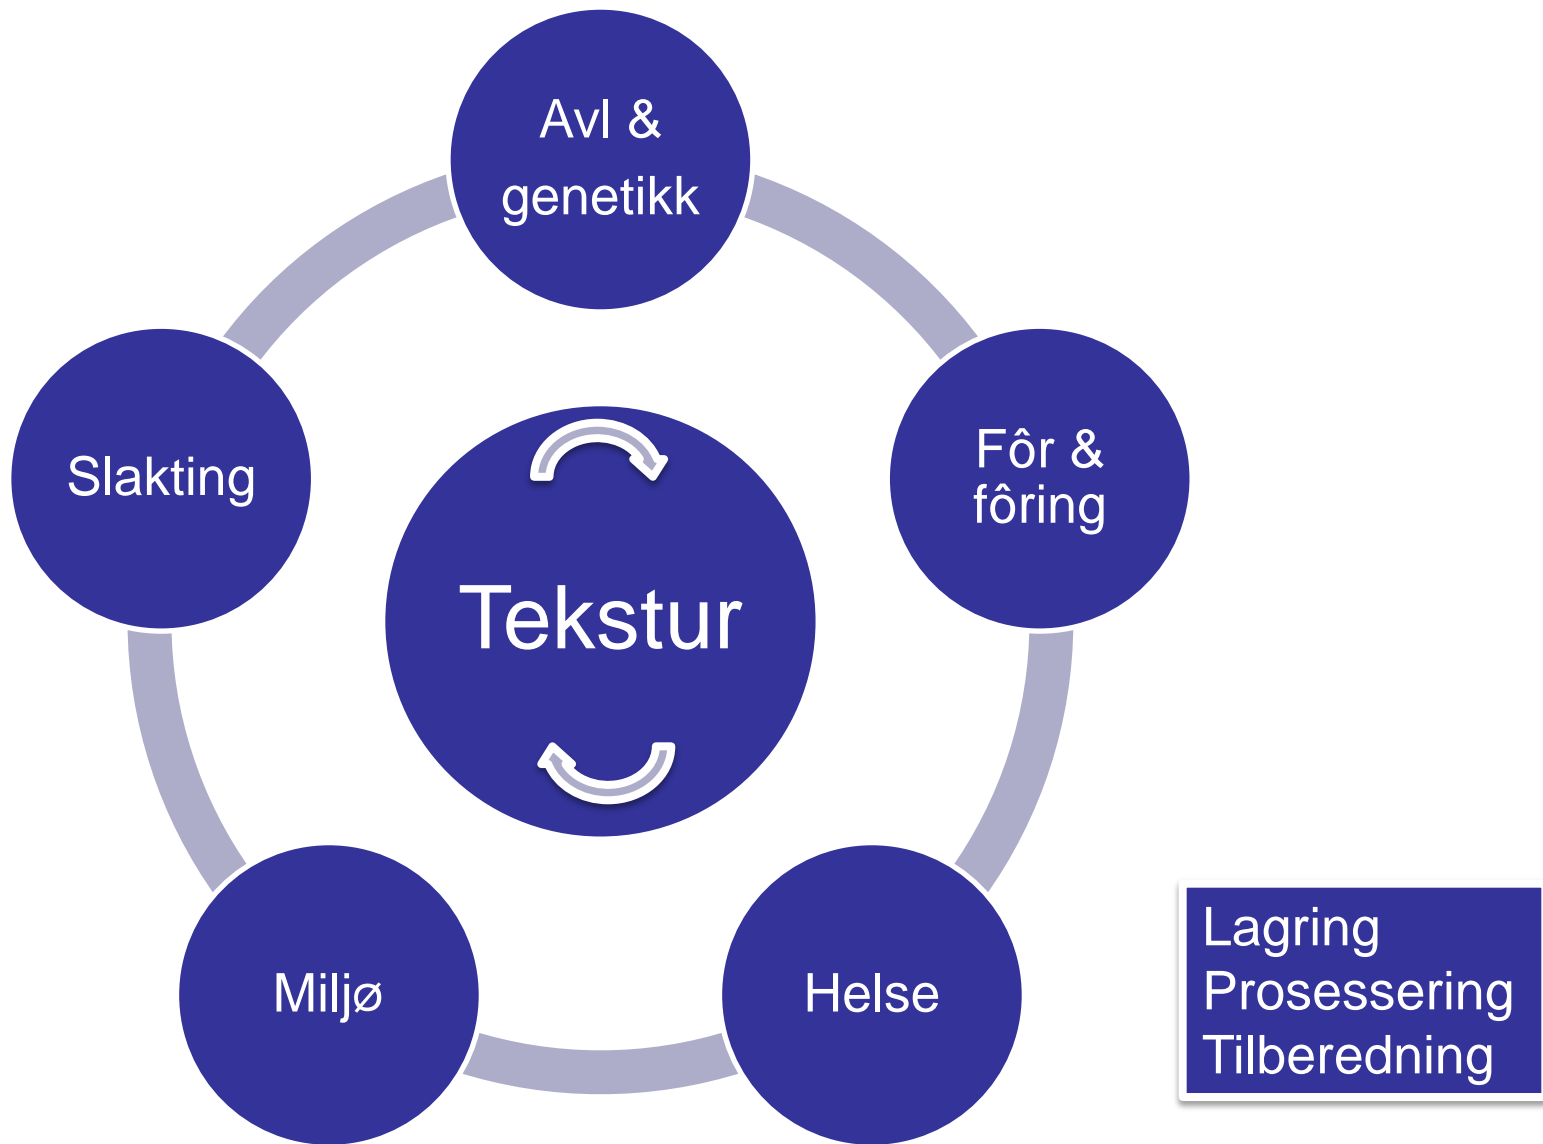 Avl &
genetikk
Fôr &
fôring
Slakting
Tekstur
Miljø
Helse
Lagring
Prosessering
Tilberedning